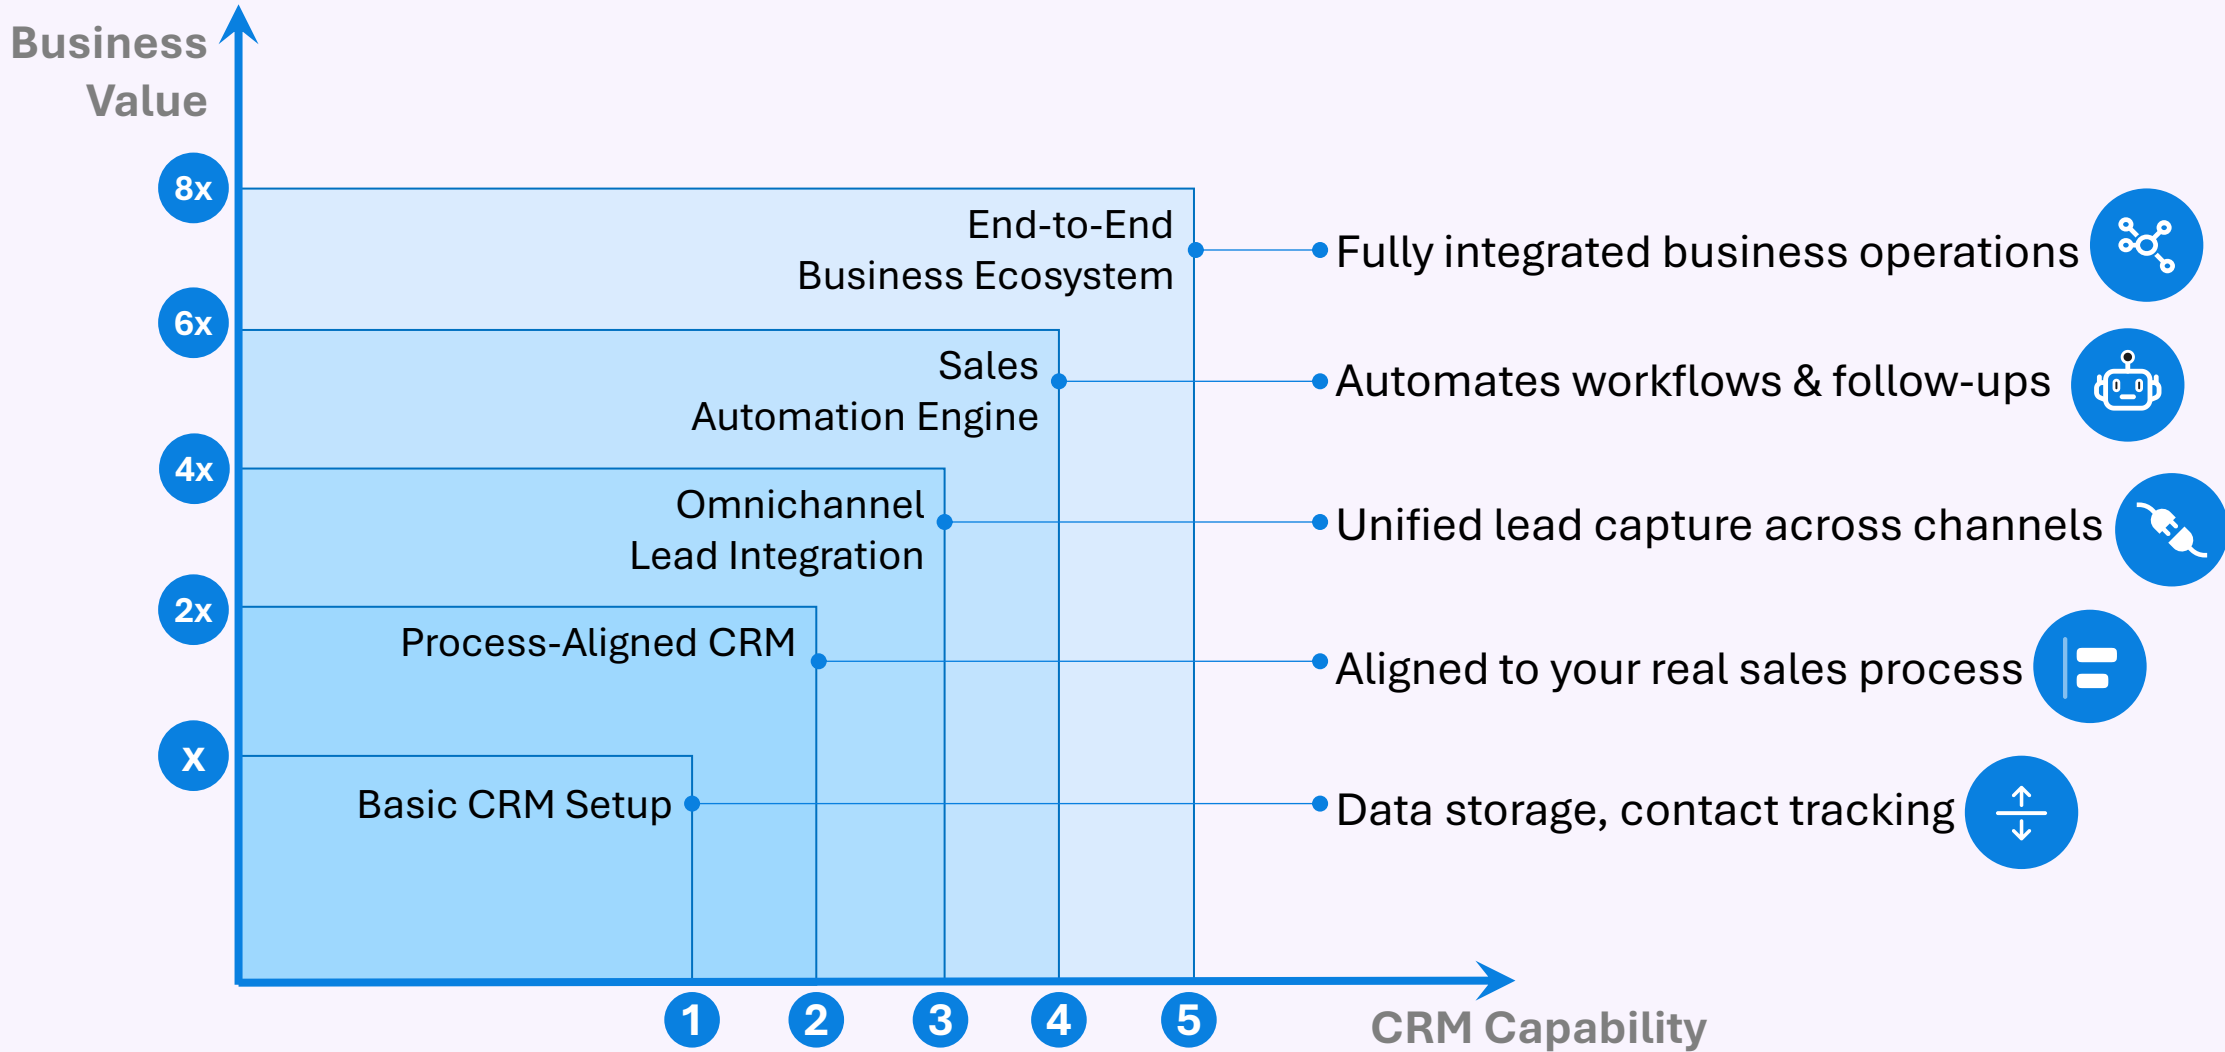 Business
Value
8x
End-to-End
Business Ecosystem
Fully integrated business operations
6x
Sales
Automation Engine
Automates workflows & follow-ups
4x
Omnichannel
Lead Integration
Unified lead capture across channels
2x
Process-Aligned CRM
Aligned to your real sales process
x
Basic CRM Setup
Data storage, contact tracking
1 2 3 4 5
CRM Capability